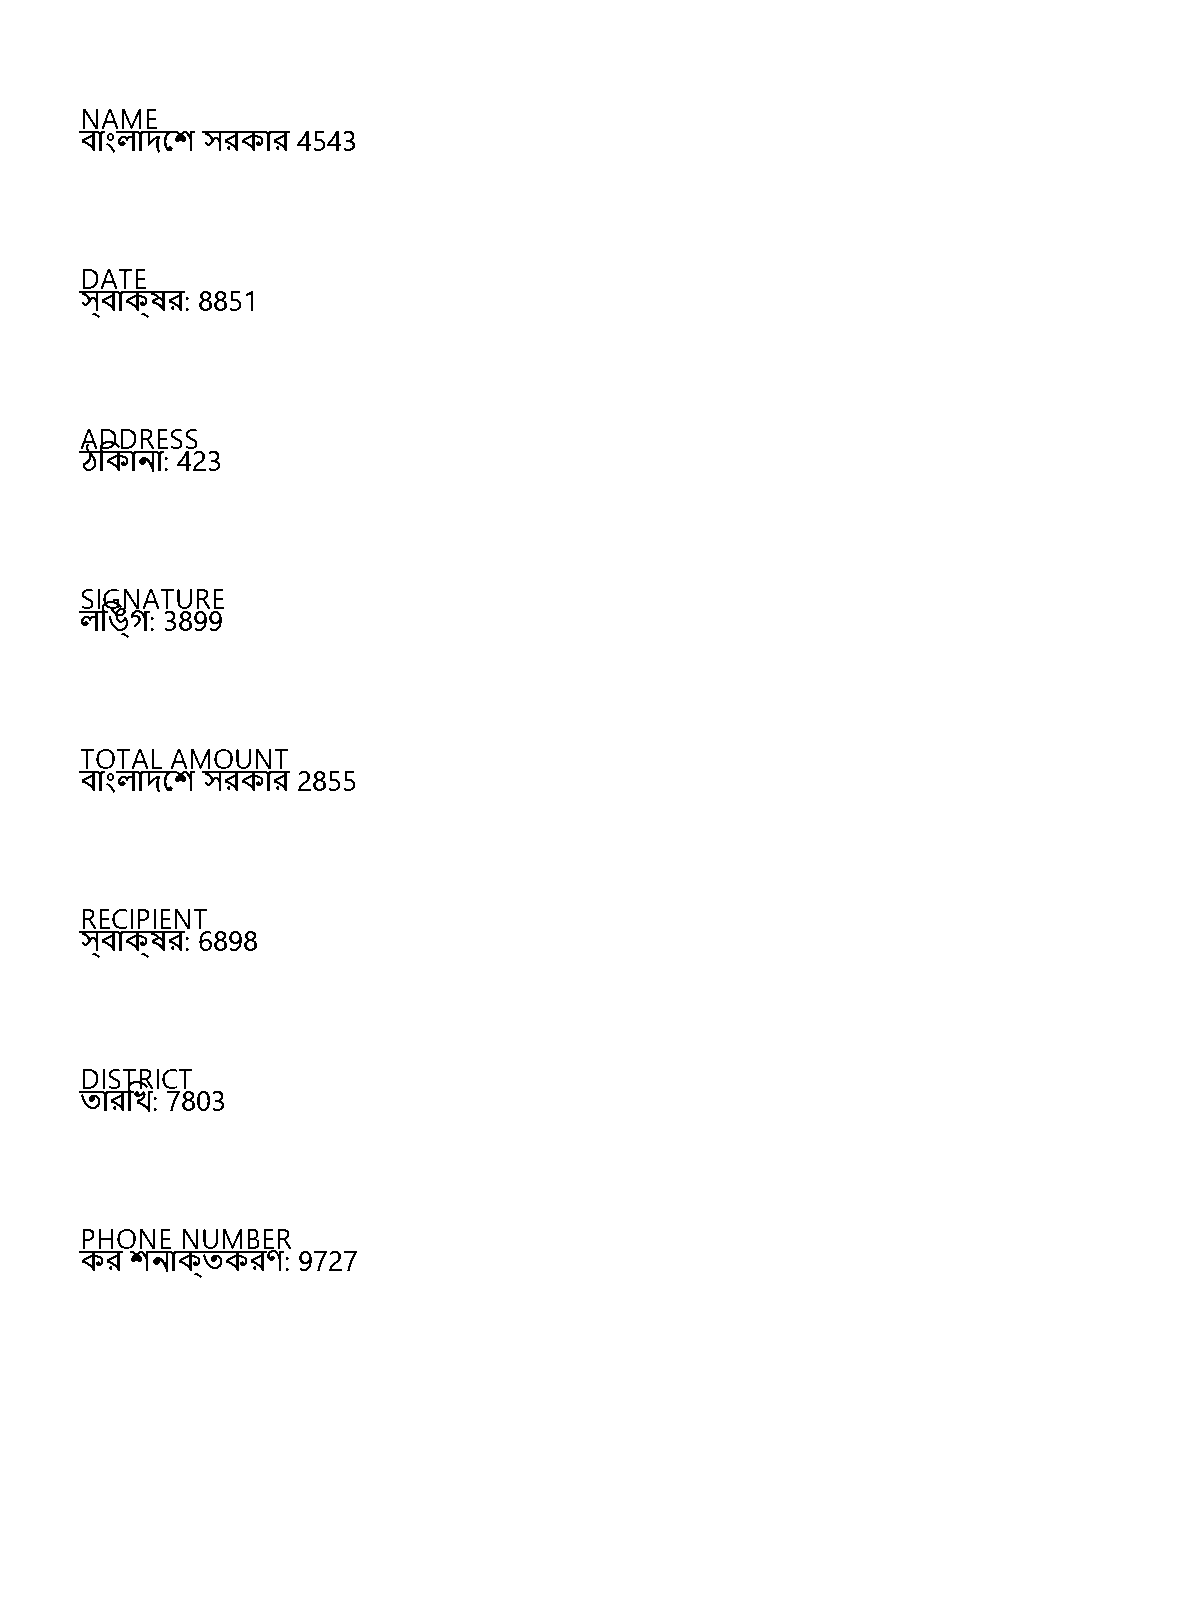 NAME
বাংলাদেশ সরকার 4543
DATE
স্বাক্ষর: 8851
ADDRESS
ঠিকানা: 423
SIGNATURE
লিঙ্গ: 3899
TOTAL AMOUNT
বাংলাদেশ সরকার 2855
RECIPIENT
স্বাক্ষর: 6898
DISTRICT
তারিখ: 7803
PHONE NUMBER
কর শনাক্তকরণ: 9727